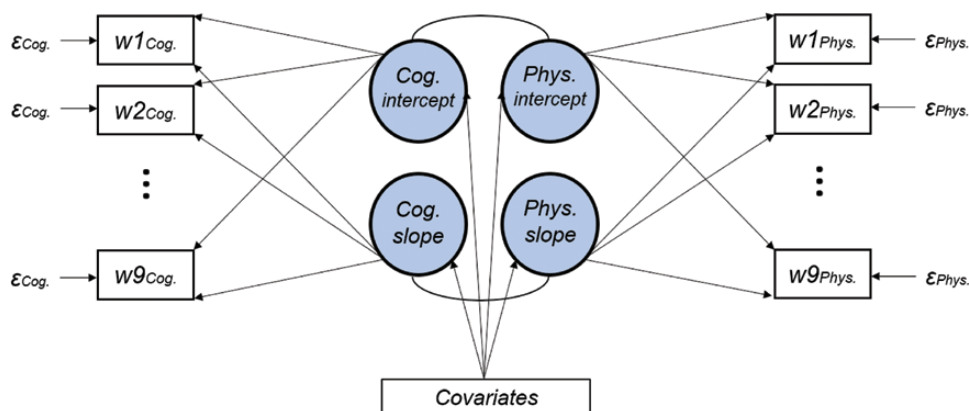 εCog.
w1Cog.
Cog.
intercept
Phys.
intercept
w1Phys.
εPhys.
εCog.
w2Cog.
w2Phys.
εPhys.
Cog.
slope
Phys.
slope
εCog.
w9Cog.
w9Phys.
εPhys.
Covariates